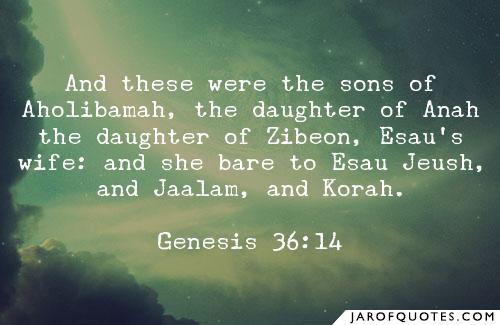 And these were the sons of
Aholibamah, the daughter of Anah
the daughter of Zibeon, Esau's
wife: and she bare to Esau Jeush,
and Jaalam, and Korah.
Genesis 36:14
JAROFQUOTES.COM